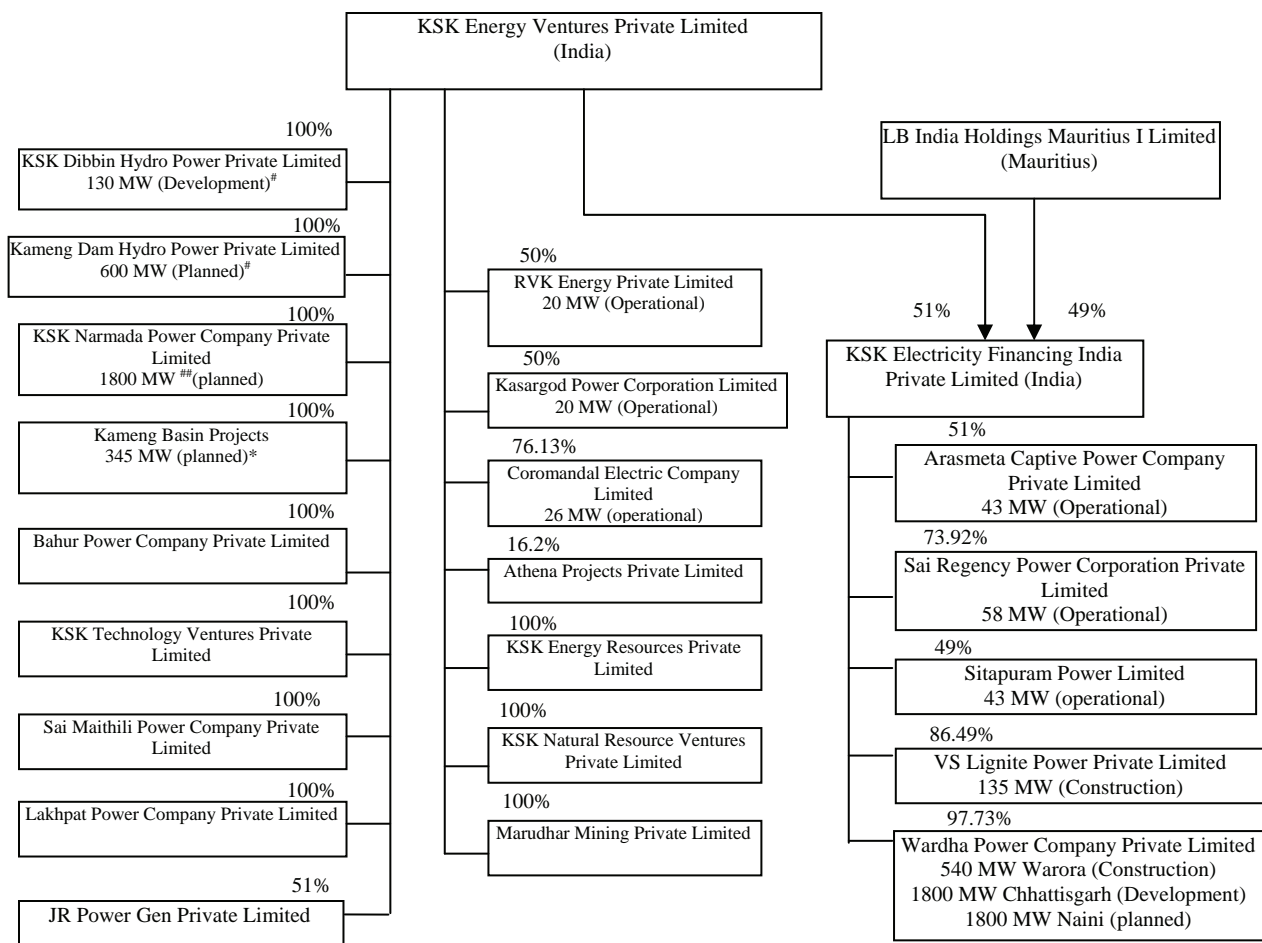 KSK Energy Ventures Private Limited
(India)
100%
KSK Dibbin Hydro Power Private Limited
130 MW (Development)#
100%
Kameng Dam Hydro Power Private Limited
600 MW (Planned)#
100%
KSK Narmada Power Company Private
Limited
1800 MW ##(planned)
100%
Kameng Basin Projects
345 MW (planned)*
100%
Bahur Power Company Private Limited
100%
KSK Technology Ventures Private
Limited
100%
Sai Maithili Power Company Private
Limited
100%
Lakhpat Power Company Private Limited
51%
JR Power Gen Private Limited
50%
RVK Energy Private Limited
20 MW (Operational)
50%
Kasargod Power Corporation Limited
20 MW (Operational)
76.13%
Coromandal Electric Company
Limited
26 MW (operational)
16.2%
Athena Projects Private Limited
100%
KSK Energy Resources Private
Limited
100%
KSK Natural Resource Ventures
Private Limited
100%
Marudhar Mining Private Limited
LB India Holdings Mauritius I Limited
(Mauritius)
51%
49%
KSK Electricity Financing India
Private Limited (India)
51%
Arasmeta Captive Power Company
Private Limited
43 MW (Operational)
73.92%
Sai Regency Power Corporation Private
Limited
58 MW (Operational)
49%
Sitapuram Power Limited
43 MW (operational)
86.49%
VS Lignite Power Private Limited
135 MW (Construction)
97.73%
Wardha Power Company Private Limited
540 MW Warora (Construction)
1800 MW Chhattisgarh (Development)
1800 MW Naini (planned)